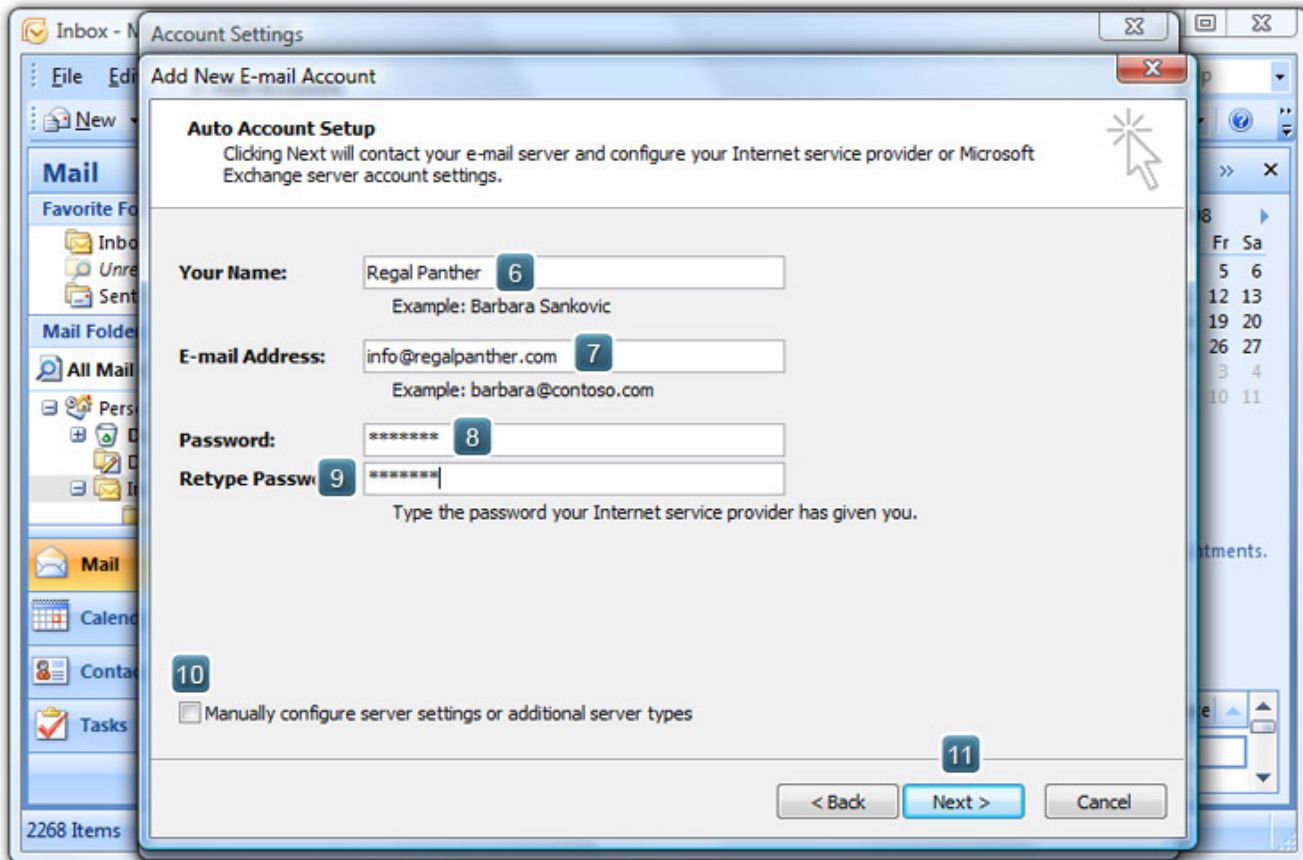 Inbox - M
Account Settings
File Edi
Add New E-mail Account
New
Auto Account Setup
Clicking Next will contact your e-mail server and configure your Internet service provider or Microsoft
Exchange server account settings.
Mail
Favorite Fo
Inbo
Unre
Sent
Mail Folde
All Mail
Pers
D
D
In
Your Name:
Regal Panther 6
Example: Barbara Sankovic
E-mail Address:
info@regalpanther.com 7
Example: barbara@contoso.com
Password:
******* 8
Retype Passw 9
*******
Type the password your Internet service provider has given you.
Mail
Calend
Contac
Tasks
10
Manually configure server settings or additional server types
11
< Back
Next >
Cancel
2268 Items
p
08
Fr Sa
5 6
12 13
19 20
26 27
3 4
10 11
ntments.